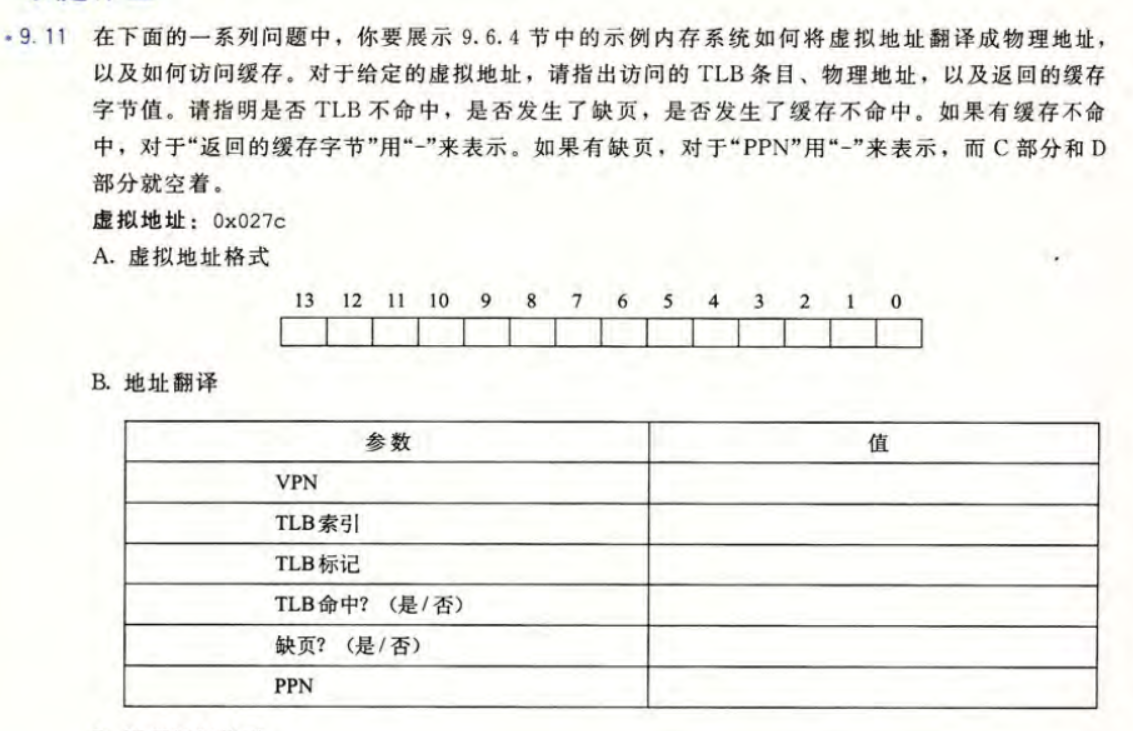 ·9.11 在下面的一系列问题中，你要展示 9.6.4 节中的示例内存系统如何将虚拟地址翻译成物理地址，
以及如何访问缓存。对于给定的虚拟地址，请指出访问的 TLB 条目、物理地址，以及返回的缓存
字节值。请指明是否 TLB 不命中，是否发生了缺页，是否发生了缓存不命中。如果有缓存不命
中，对于“返回的缓存字节”用“-”来表示。如果有缺页，对于“PPN”用“-”来表示，而 C 部分和 D
部分就空着。
虚拟地址：0x027c
A. 虚拟地址格式
13 12 11 10 9 8 7 6 5 4 3 2 1 0
B. 地址翻译
参数 值
VPN
TLB索引
TLB标记
TLB命中？（是/否）
缺页？（是/否）
PPN